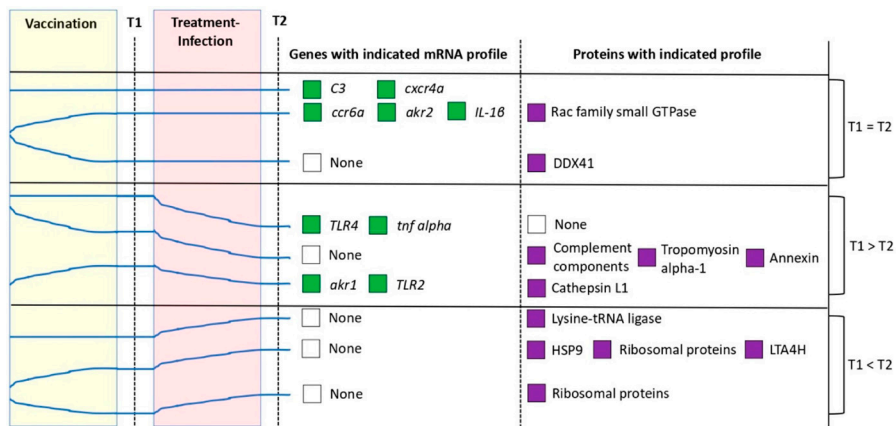 Vaccination
T1
Treatment-
Infection
T2
Genes with indicated mRNA profile
Proteins with indicated profile
C3 cxcr4a
ccr6a akr2 IL-1β Rac family small GTPase
T1 = T2
None DDX41
TLR4 tnf alpha None
T1 > T2
None Complement
components Tropomyosin
alpha-1 Annexin
akr1 TLR2 Cathepsin L1
None Lysine-tRNA ligase
None HSP9 Ribosomal proteins LTA4H
T1 < T2
None Ribosomal proteins